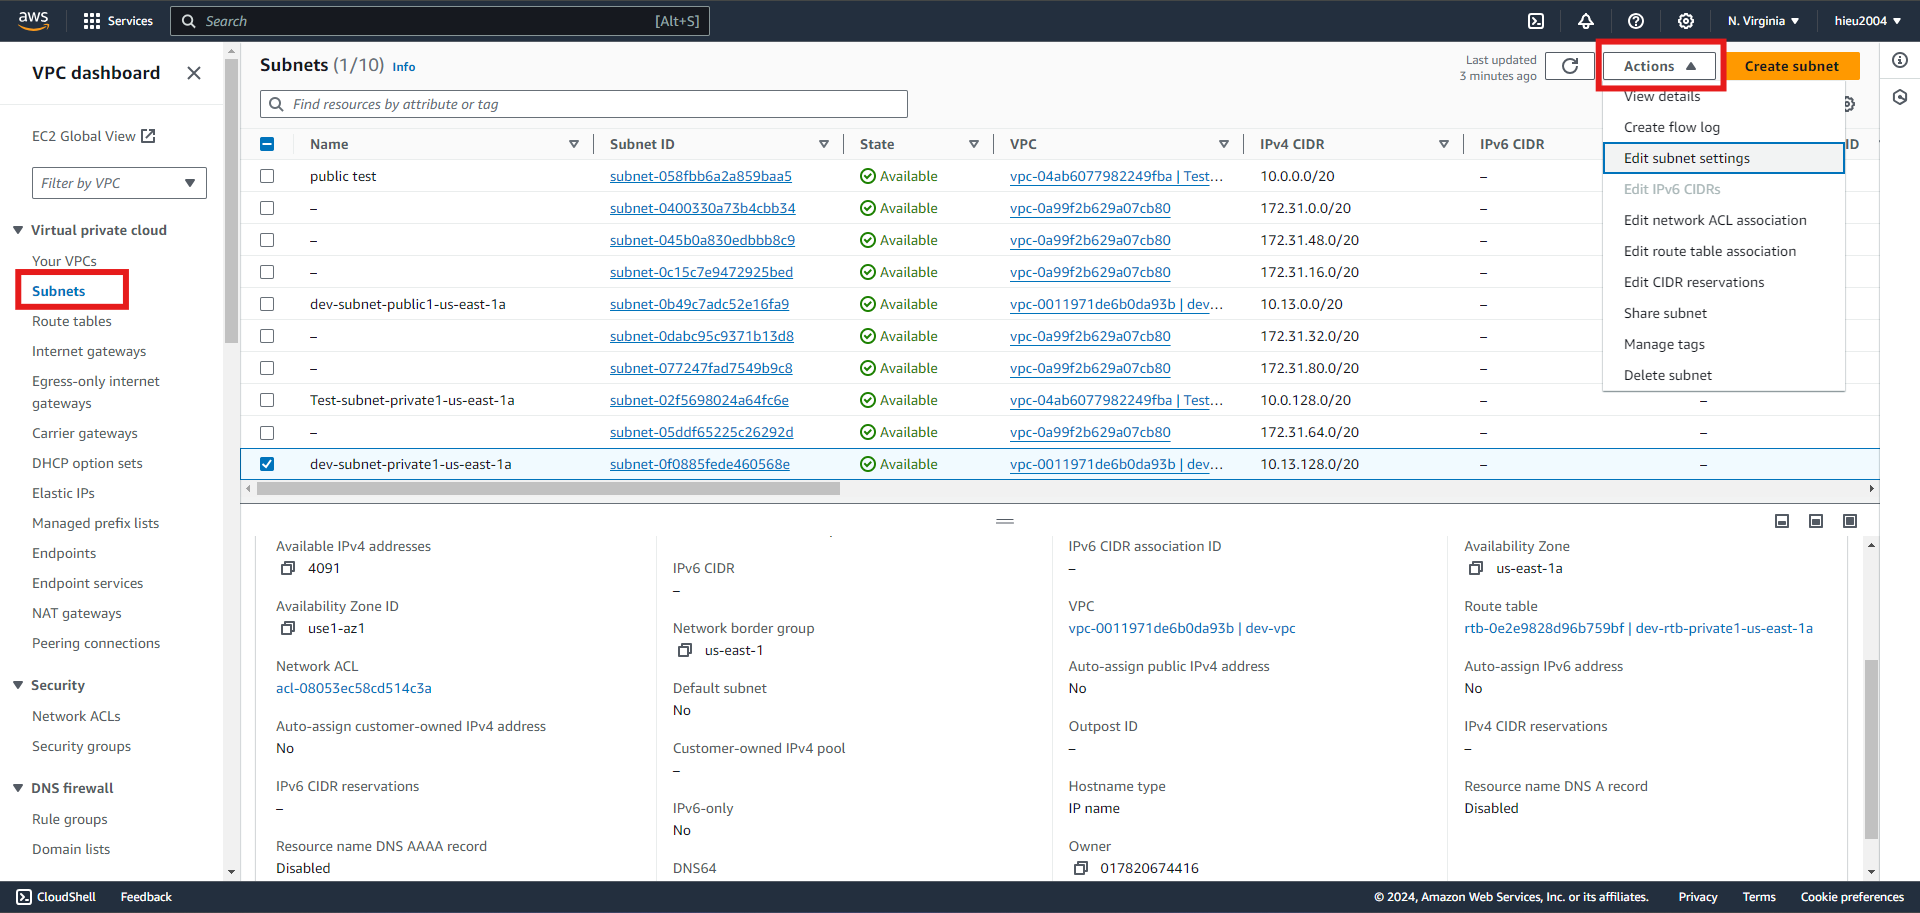 aws
Services
Search
[Alt+S]
N. Virginia
hieu2004
VPC dashboard
EC2 Global View
Filter by VPC
Virtual private cloud
Your VPCs
Subnets
Route tables
Internet gateways
Egress-only internet
gateways
Carrier gateways
DHCP option sets
Elastic IPs
Managed prefix lists
Endpoints
Endpoint services
NAT gateways
Peering connections
Security
Network ACLs
Security groups
DNS firewall
Rule groups
Domain lists
Subnets (1/10) Info
Last updated
3 minutes ago
Actions
Create subnet
Find resources by attribute or tag
View details
Create flow log
Edit subnet settings
Edit IPv6 CIDRs
Edit network ACL association
Edit route table association
Edit CIDR reservations
Share subnet
Manage tags
Delete subnet
Name Subnet ID State VPC IPv4 CIDR IPv6 CIDR ID
public test subnet-058fbb6a2a859baa5 Available vpc-04ab6077982249fba | Test... 10.0.0.0/20 –
– subnet-0400330a73b4cbb34 Available vpc-0a99f2b629a07cb80 172.31.0.0/20 –
– subnet-045b0a830edbbb8c9 Available vpc-0a99f2b629a07cb80 172.31.48.0/20 –
– subnet-0c15c7e9472925bed Available vpc-0a99f2b629a07cb80 172.31.16.0/20 –
dev-subnet-public1-us-east-1a subnet-0b49c7adc52e16fa9 Available vpc-0011971de6b0da93b | dev-... 10.13.0.0/20 –
– subnet-0dabc95c9371b13d8 Available vpc-0a99f2b629a07cb80 172.31.32.0/20 –
– subnet-077247fad7549b9c8 Available vpc-0a99f2b629a07cb80 172.31.80.0/20 –
Test-subnet-private1-us-east-1a subnet-02f5698024a64fc6e Available vpc-04ab6077982249fba | Test... 10.0.128.0/20 – –
– subnet-05ddf65225c26292d Available vpc-0a99f2b629a07cb80 172.31.64.0/20 – –
dev-subnet-private1-us-east-1a subnet-0f0885fede460568e Available vpc-0011971de6b0da93b | dev-... 10.13.128.0/20 – –
Available IPv4 addresses
4091
Availability Zone ID
use1-az1
Network ACL
acl-08053ec58cd514c3a
Auto-assign customer-owned IPv4 address
No
IPv6 CIDR reservations
–
Resource name DNS AAAA record
Disabled
IPv6 CIDR
–
Network border group
us-east-1
Default subnet
No
Customer-owned IPv4 pool
–
IPv6-only
No
DNS64
IPv6 CIDR association ID
–
VPC
vpc-0011971de6b0da93b | dev-vpc
Auto-assign public IPv4 address
No
Outpost ID
–
Hostname type
IP name
Owner
017820674416
Availability Zone
us-east-1a
Route table
rtb-0e2e9828d96b759bf | dev-rtb-private1-us-east-1a
Auto-assign IPv6 address
No
IPv4 CIDR reservations
–
Resource name DNS A record
Disabled
CloudShell
Feedback
© 2024, Amazon Web Services, Inc. or its affiliates.
Privacy
Terms
Cookie preferences